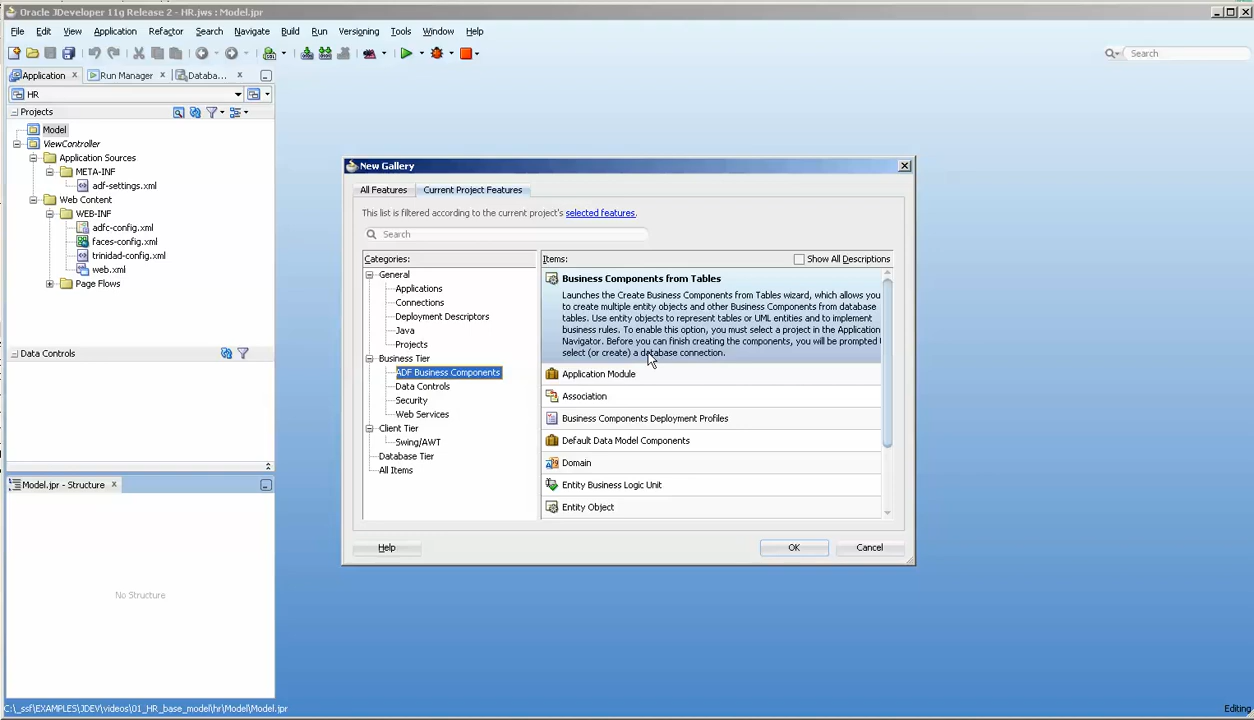 Oracle JDeveloper 11g Release 2 - HR.jws : Model.jpr
File Edit View Application Refactor Search Navigate Build Run Versioning Tools Window Help
Search
Application Run Manager Databa...
HR
Projects
Model
ViewController
Application Sources
META-INF
adf-settings.xml
Web Content
WEB-INF
adfc-config.xml
faces-config.xml
trinidad-config.xml
web.xml
Page Flows
Data Controls
Model.jpr - Structure
No Structure
New Gallery
All Features Current Project Features
This list is filtered according to the current project's selected features.
Search
Categories:
General
Applications
Connections
Deployment Descriptors
Java
Projects
Business Tier
ADF Business Components
Data Controls
Security
Web Services
Client Tier
Swing/AWT
Database Tier
All Items
Items: Show All Descriptions
Business Components from Tables
Launches the Create Business Components from Tables wizard, which allows you
to create multiple entity objects and other Business Components from database
tables. Use entity objects to represent tables or UML entities and to implement
business rules. To enable this option, you must select a project in the Application
Navigator. Before you can finish creating the components, you will be prompted
select (or create) a database connection.
Application Module
Association
Business Components Deployment Profiles
Default Data Model Components
Domain
Entity Business Logic Unit
Entity Object
Help OK Cancel
C:\_ssf\EXAMPLES\JDEV\videos\01_HR_base_model\hr\Model\Model.jpr
Editing